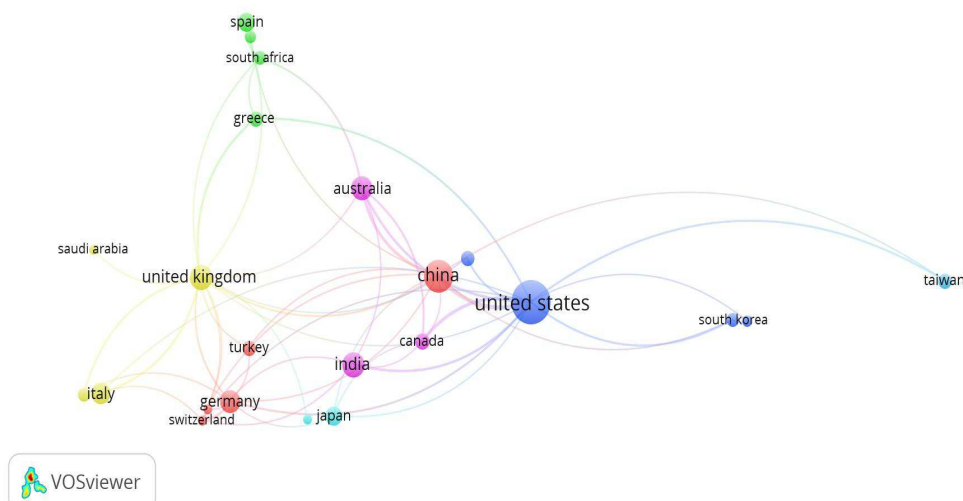 spain
south africa
greece
australia
saudi arabia
united kingdom
china
taiwan
united states
south korea
turkey
canada
india
italy
germany
switzerland
japan
VOSviewer